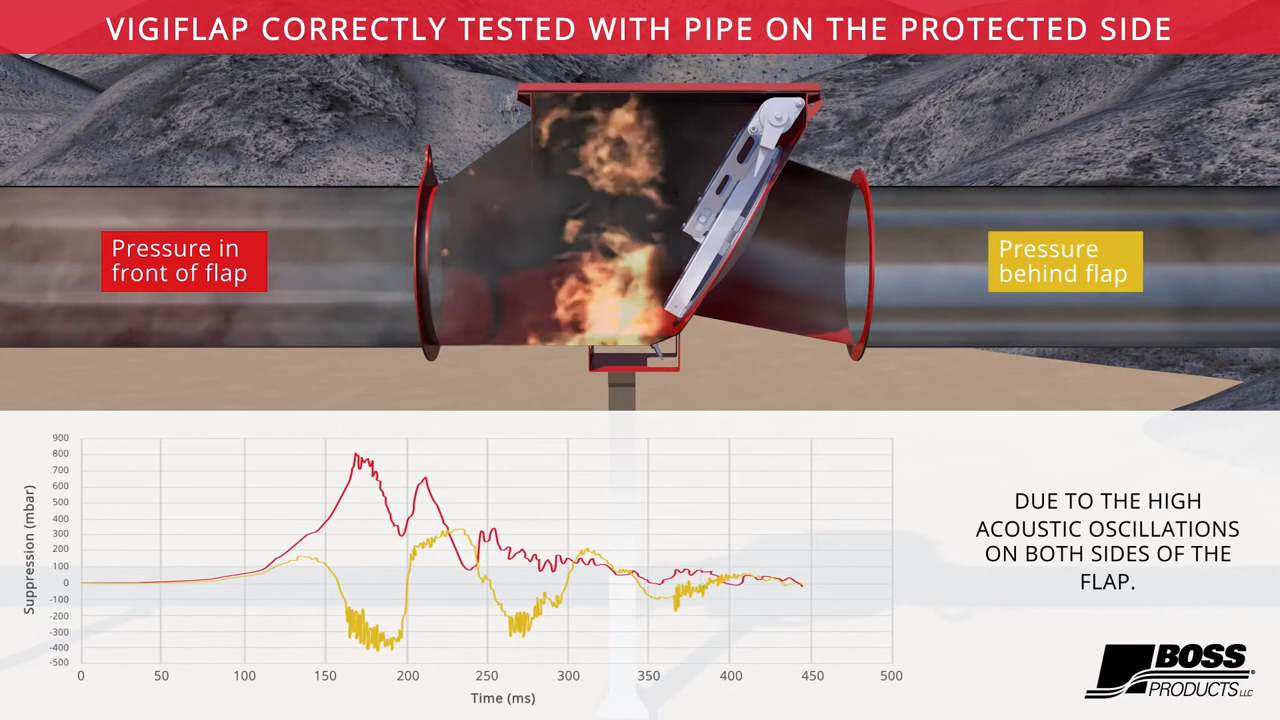 VIGIFLAP CORRECTLY TESTED WITH PIPE ON THE PROTECTED SIDE
Pressure in
front of flap
Pressure
behind flap
900
800
700
600
500
400
300
200
100
0
-100
-200
-300
-400
-500
Suppression (mbar)
0 50 100 150 200 250 300 350 400 450 500
Time (ms)
DUE TO THE HIGH
ACOUSTIC OSCILLATIONS
ON BOTH SIDES OF THE
FLAP.
BOSS®
PRODUCTS LLC